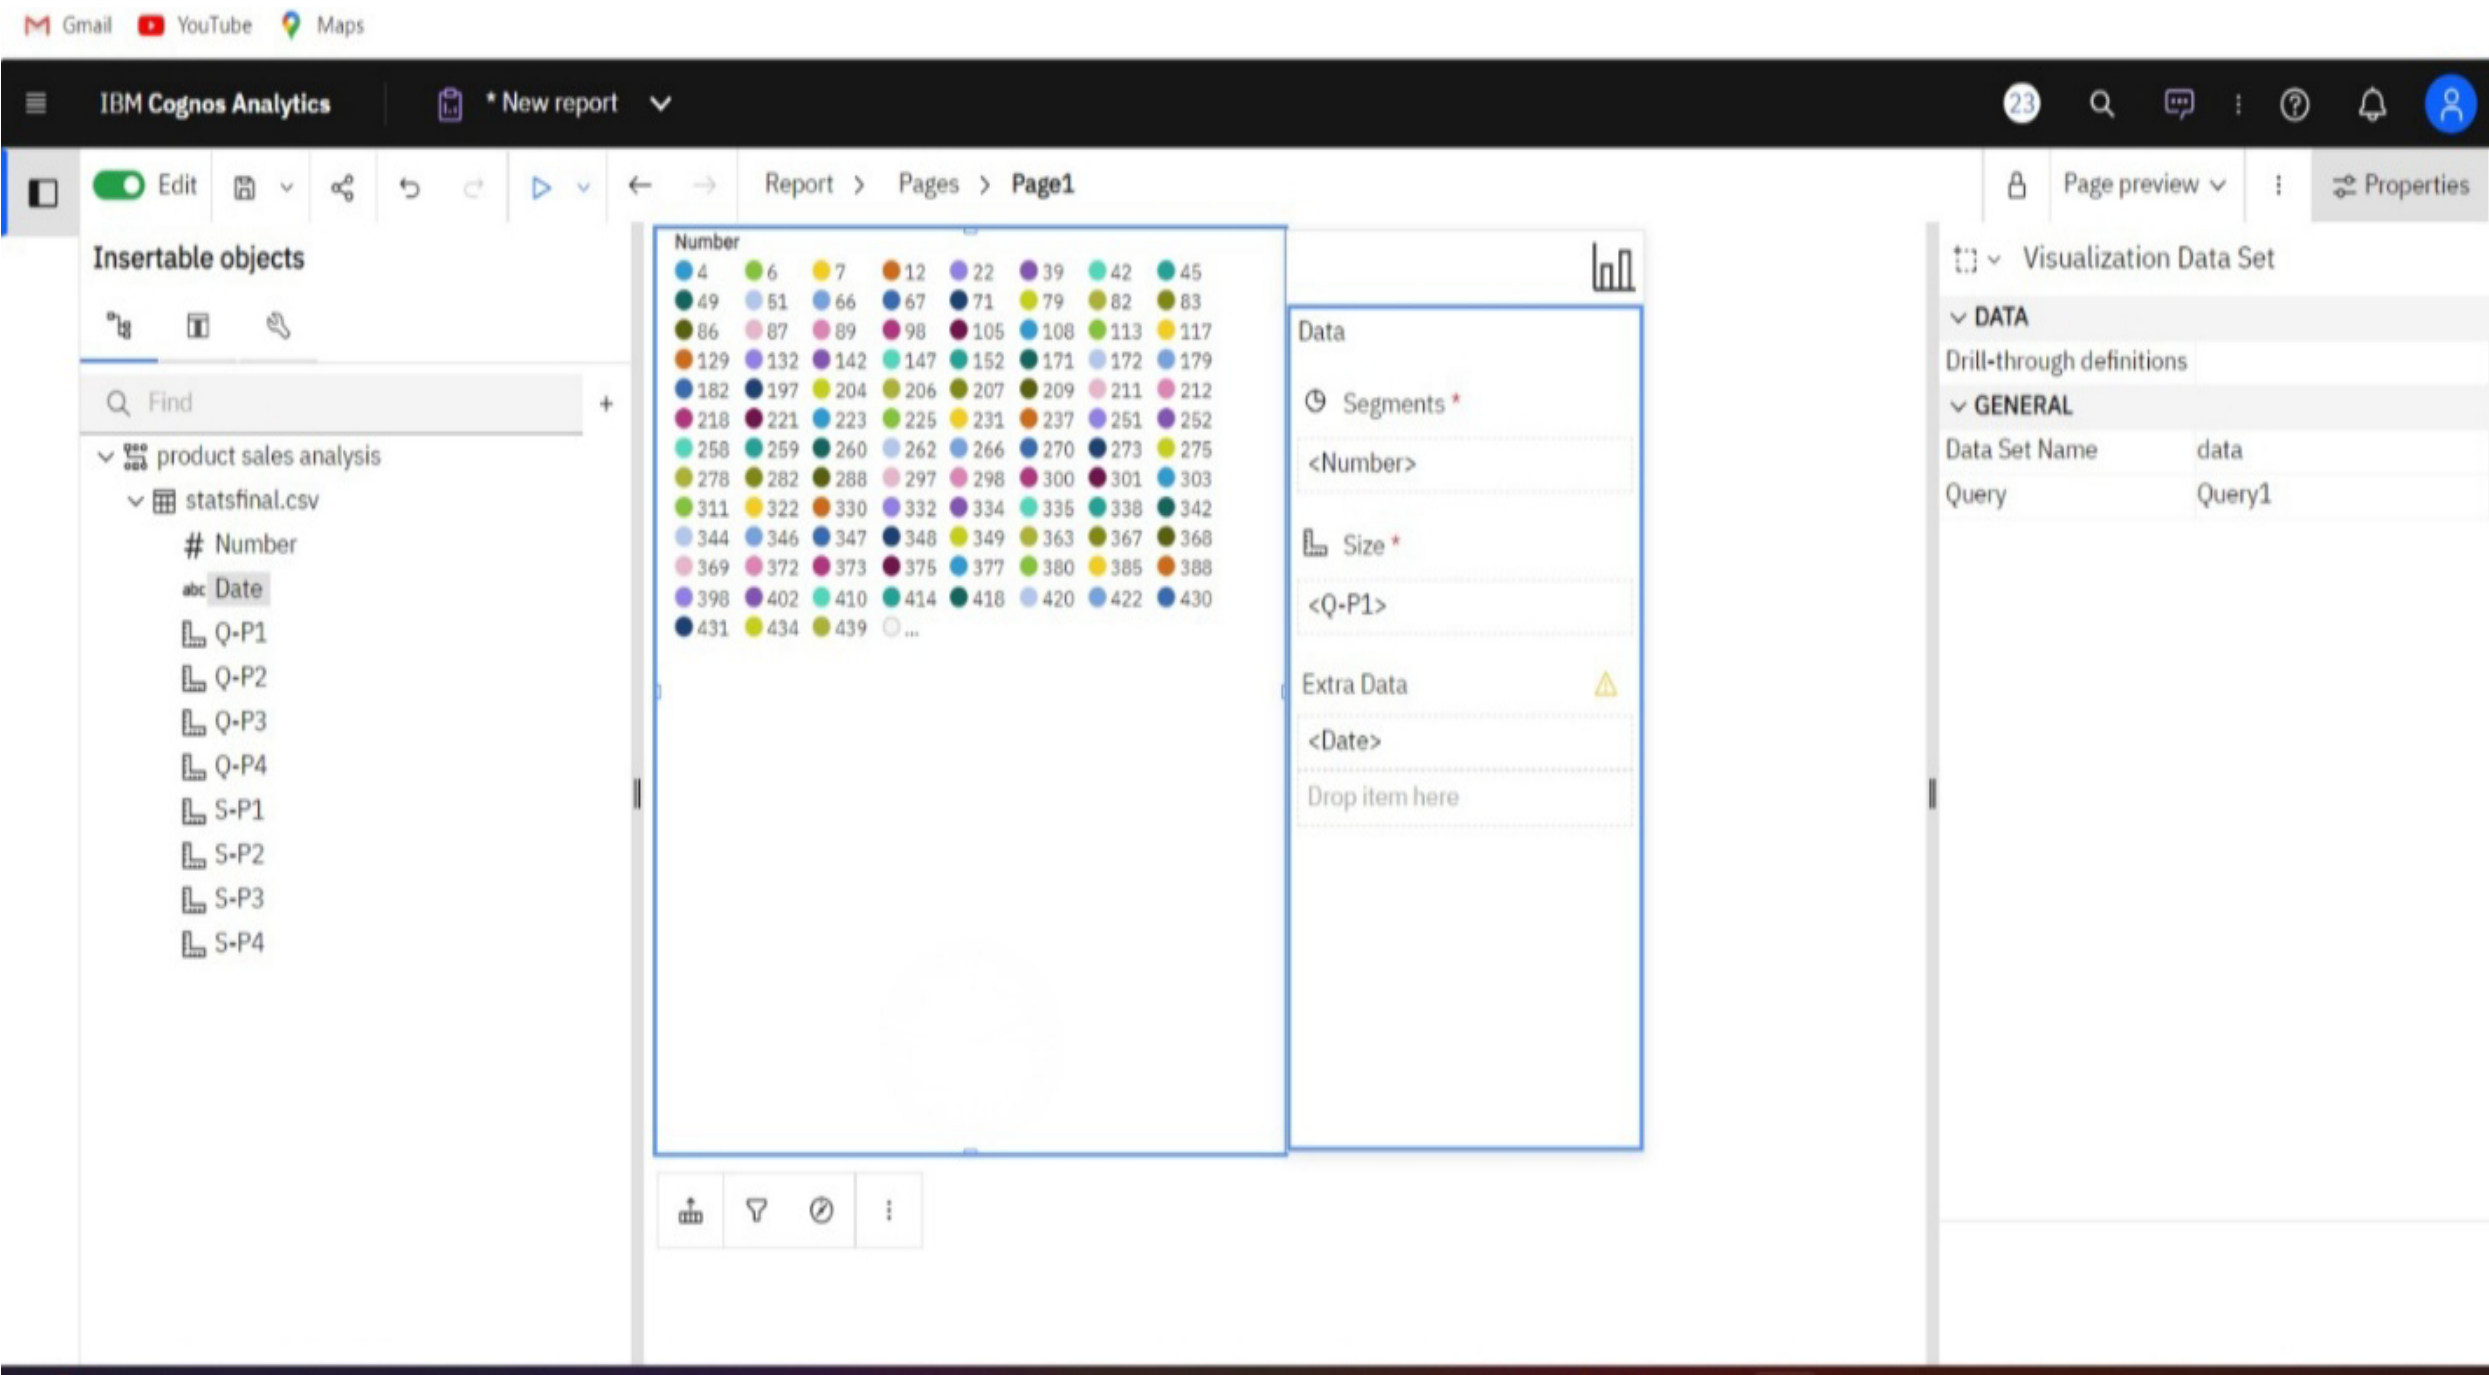 Gmail YouTube Maps
IBM Cognos Analytics * New report 23
Edit Report > Pages > Page1 Page preview Properties
Insertable objects
Find
product sales analysis
statsfinal.csv
# Number
abc Date
Q-P1
Q-P2
Q-P3
Q-P4
S-P1
S-P2
S-P3
S-P4
Number
4 6 7 12 22 39 42 45
49 51 66 67 71 79 82 83
86 87 89 98 105 108 113 117
129 132 142 147 152 171 172 179
182 197 204 206 207 209 211 212
218 221 223 225 231 237 251 252
258 259 260 262 266 270 273 275
278 282 288 297 298 300 301 303
311 322 330 332 334 335 338 342
344 346 347 348 349 363 367 368
369 372 373 375 377 380 385 388
398 402 410 414 418 420 422 430
431 434 439 ...
Data
Segments *
<Number>
Size *
<Q-P1>
Extra Data
<Date>
Drop item here
Visualization Data Set
DATA
Drill-through definitions
GENERAL
Data Set Name data
Query Query1